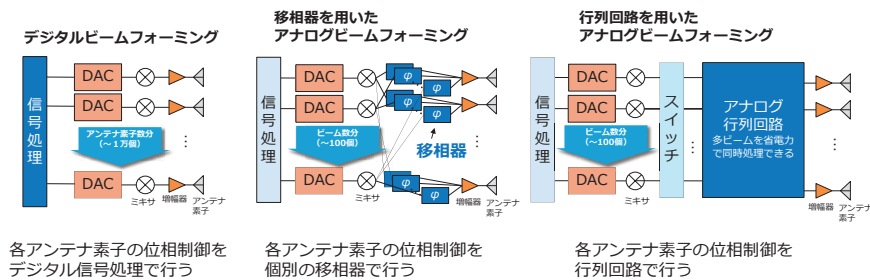 デジタルビームフォーミング
信号処理
DAC
DAC
アンテナ素子数分
(~1万個)
DAC
ミキサ
増幅器
アンテナ
素子
各アンテナ素子の位相制御を
デジタル信号処理で行う
移相器を用いた
アナログビームフォーミング
信号処理
DAC
DAC
φ
φ
φ
φ
ビーム数分
(~100個)
移相器
DAC
φ
φ
ミキサ
増幅器
アンテナ
素子
各アンテナ素子の位相制御を
個別の移相器で行う
行列回路を用いた
アナログビームフォーミング
信号処理
DAC
DAC
ビーム数分
(~100個)
DAC
ミキサ
スイッチ
アナログ
行列回路
多ビームを省電力
で同時処理できる
増幅器
アンテナ
素子
各アンテナ素子の位相制御を
行列回路で行う